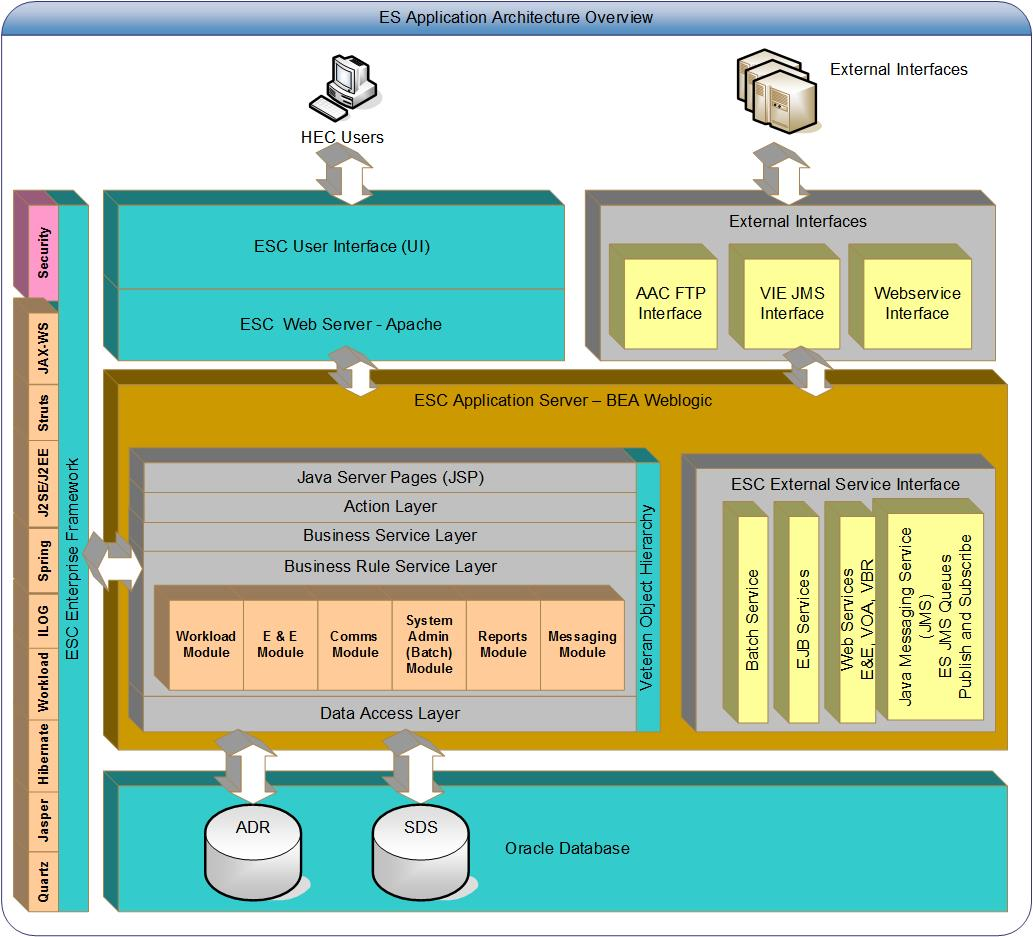 ES Application Architecture Overview
External Interfaces
HEC Users
Security
JAX-WS
Struts
J2SE/J2EE
Spring
ILOG
Workload
Hibernate
Jasper
Quartz
ESC Enterprise Framework
ESC User Interface (UI)
ESC Web Server - Apache
External Interfaces
AAC FTP
Interface
VIE JMS
Interface
Webservice
Interface
ESC Application Server – BEA Weblogic
Java Server Pages (JSP)
Action Layer
Business Service Layer
Business Rule Service Layer
Workload
Module
E & E
Module
Comms
Module
System
Admin
(Batch)
Module
Reports
Module
Messaging
Module
Data Access Layer
Veteran Object Hierarchy
ESC External Service Interface
Batch Service
EJB Services
Web Services
E&E, VOA, VBR
Java Messaging Service
(JMS)
ES JMS Queues
Publish and Subscribe
ADR
SDS
Oracle Database